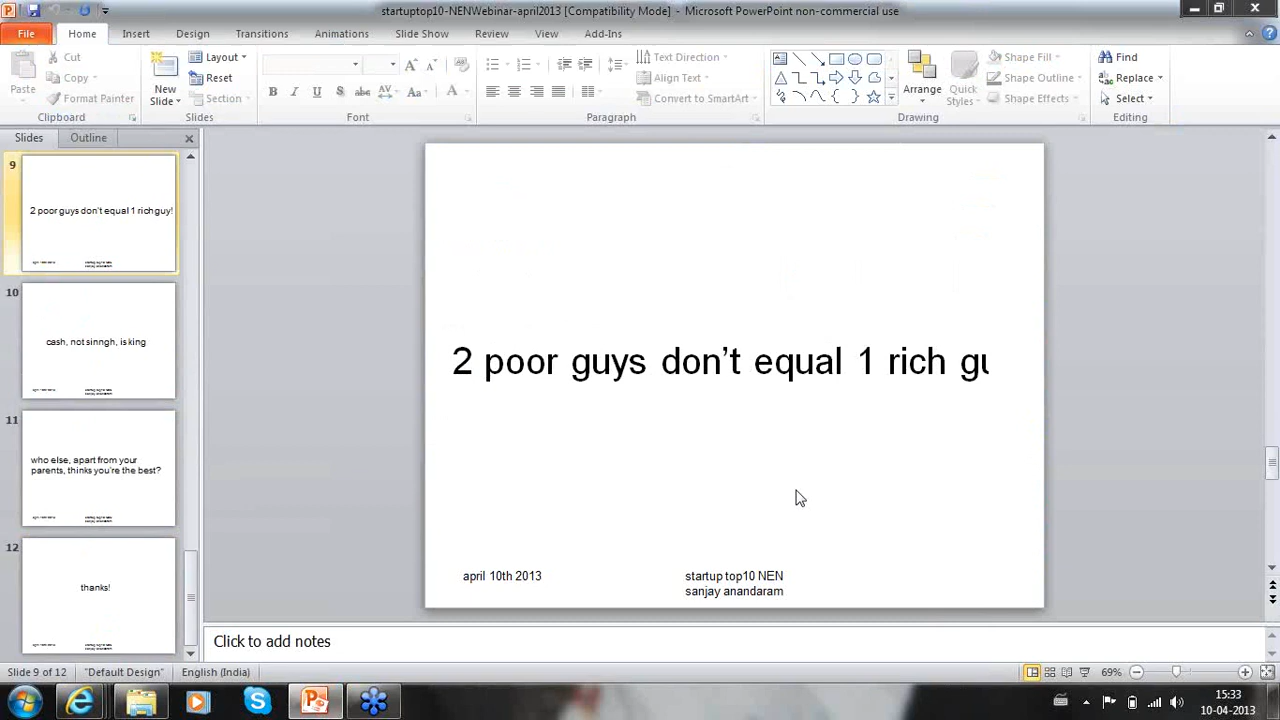 startuptop10-NENWebinar-april2013 [Compatibility Mode] - Microsoft PowerPoint non-commercial use
File Home Insert Design Transitions Animations Slide Show Review View Add-Ins
Paste
Cut
Copy
Format Painter
Clipboard
New Slide
Layout
Reset
Section
Slides
B I U S abc AV Aa A
Font
Text Direction
Align Text
Convert to SmartArt
Paragraph
Arrange
Quick Styles
Shape Fill
Shape Outline
Shape Effects
Drawing
Find
Replace
Select
Editing
Slides Outline
9
2 poor guys don't equal 1 rich guy!
10
cash, not sinngh, is king
11
who else, apart from your
parents, thinks you're the best?
12
thanks!
2 poor guys don't equal 1 rich gu
april 10th 2013
startup top10 NEN
sanjay anandaram
Click to add notes
Slide 9 of 12 "Default Design" English (India) 69%
15:33
10-04-2013